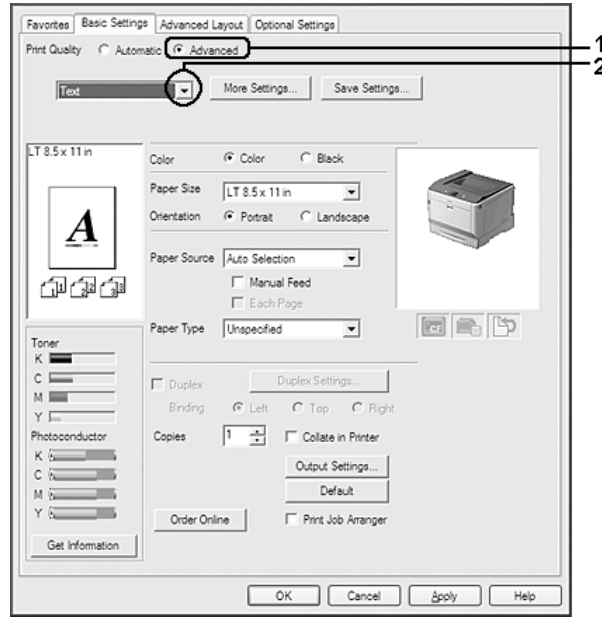 Favorites Basic Settings Advanced Layout Optional Settings
Print Quality Automatic Advanced 1
2
Text More Settings... Save Settings...
LT 8.5 x 11 in
Color Color Black
Paper Size LT 8.5 x 11 in
Orientation Portrait Landscape
A
Paper Source Auto Selection
Manual Feed
Each Page
Paper Type Unspecified
Toner
K
C
M
Y
Duplex Duplex Settings...
Binding Left Top Right
Photoconductor
K
C
M
Y
Copies 1 Collate in Printer
Output Settings...
Default
Order Online Print Job Arranger
Get Information
OK Cancel Apply Help